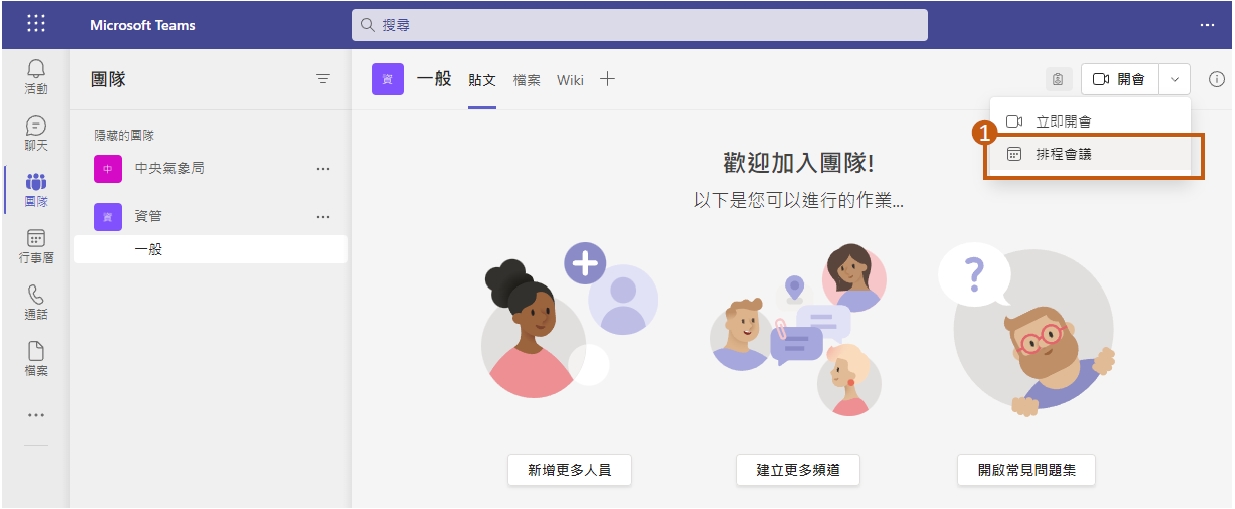 Microsoft Teams
搜尋
活動
聊天
團隊
行事曆
通話
檔案
團隊
隱藏的團隊
中 中央氣象局
資 資管
一般
資 一般 貼文 檔案 Wiki
開會
立即開會
1
排程會議
歡迎加入團隊!
以下是您可以進行的作業...
?
新增更多人員
建立更多頻道
開啟常見問題集